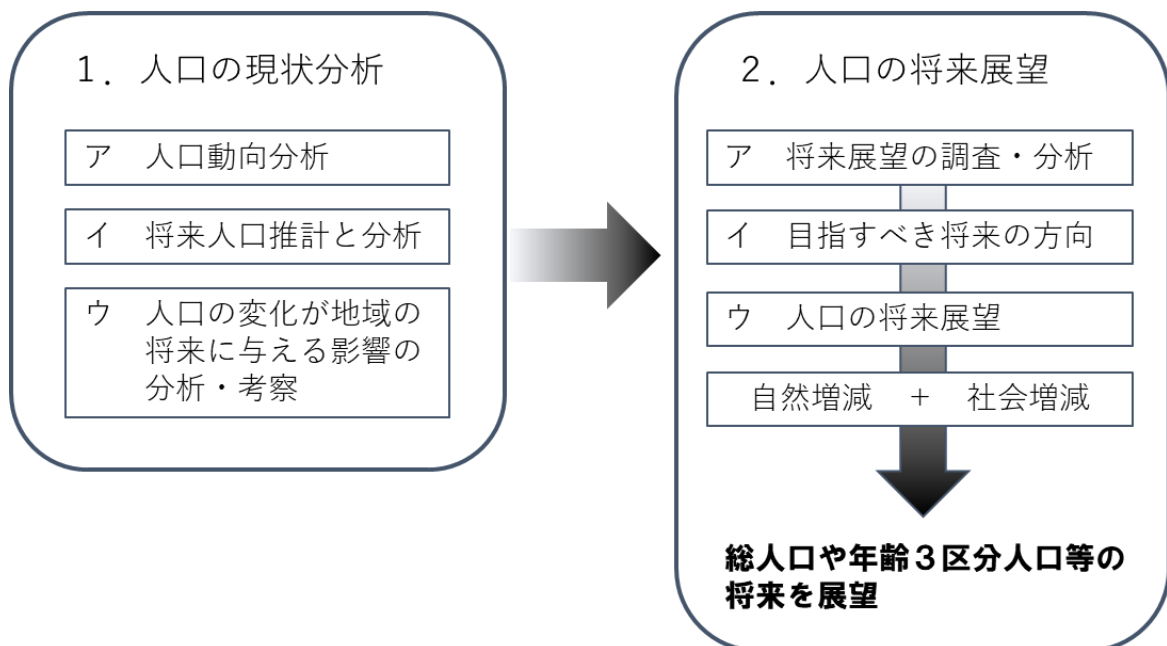 １．人口の現状分析
ア　人口動向分析
イ　将来人口推計と分析
ウ　人口の変化が地域の
将来に与える影響の
分析・考察
２．人口の将来展望
ア　将来展望の調査・分析
イ　目指すべき将来の方向
ウ　人口の将来展望
自然増減　＋　社会増減
総人口や年齢３区分人口等の
将来を展望